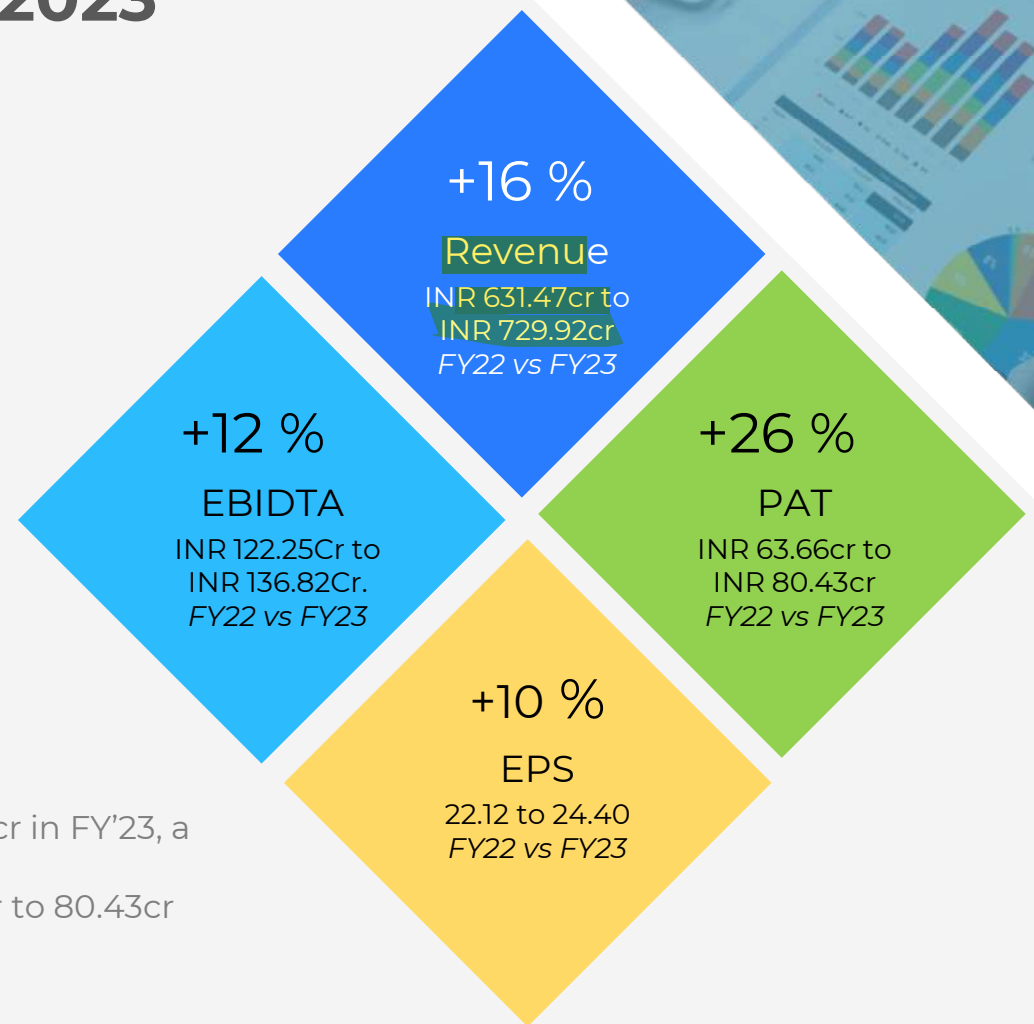 2023
+16 %
Revenue
INR 631.47cr to
INR 729.92cr
FY22 vs FY23
+12 %
EBIDTA
INR 122.25Cr to
INR 136.82Cr.
FY22 vs FY23
+26 %
PAT
INR 63.66cr to
INR 80.43cr
FY22 vs FY23
+10 %
EPS
22.12 to 24.40
FY22 vs FY23
cr in FY’23, a
to 80.43cr